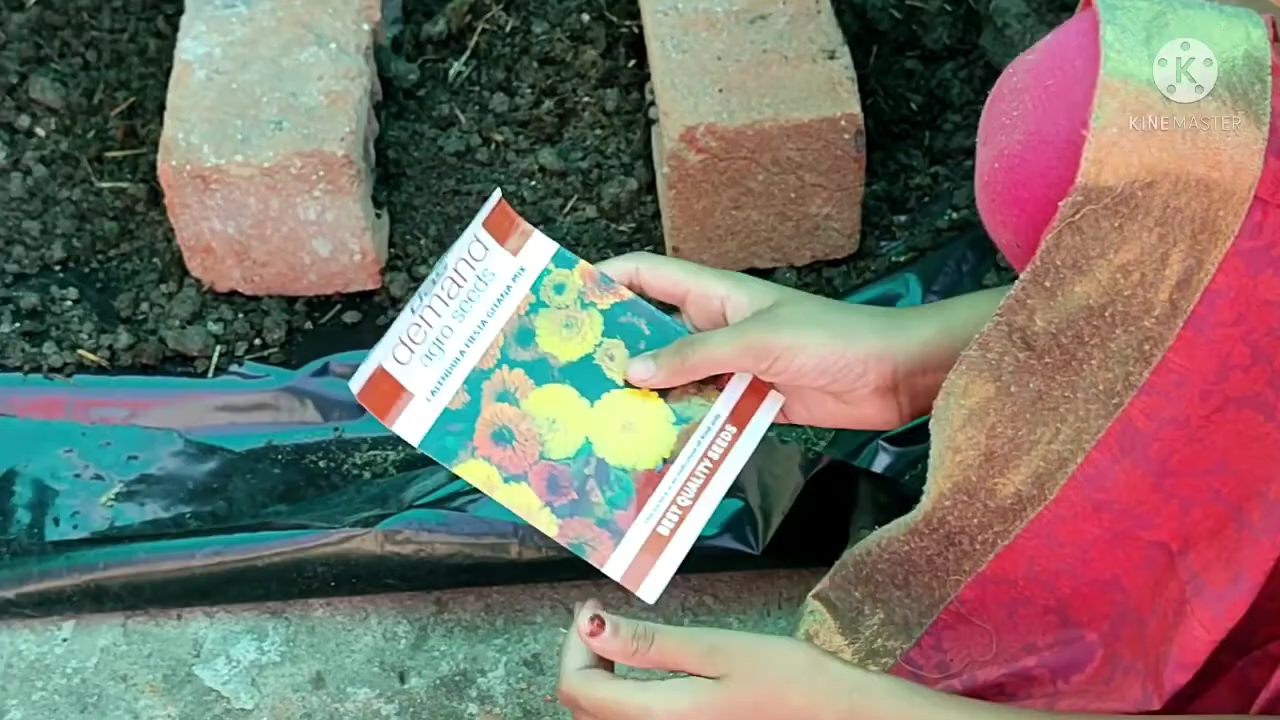 demand
agro seeds
CALENDULA FIESTA GITANA MIX
BEST QUALITY SEEDS
K
KINEMASTER